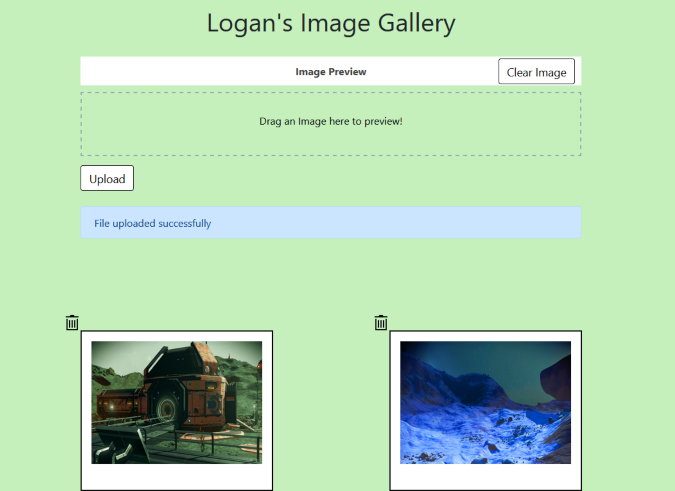 Logan's Image Gallery
Image Preview
Clear Image
Drag an Image here to preview!
Upload
File uploaded successfully